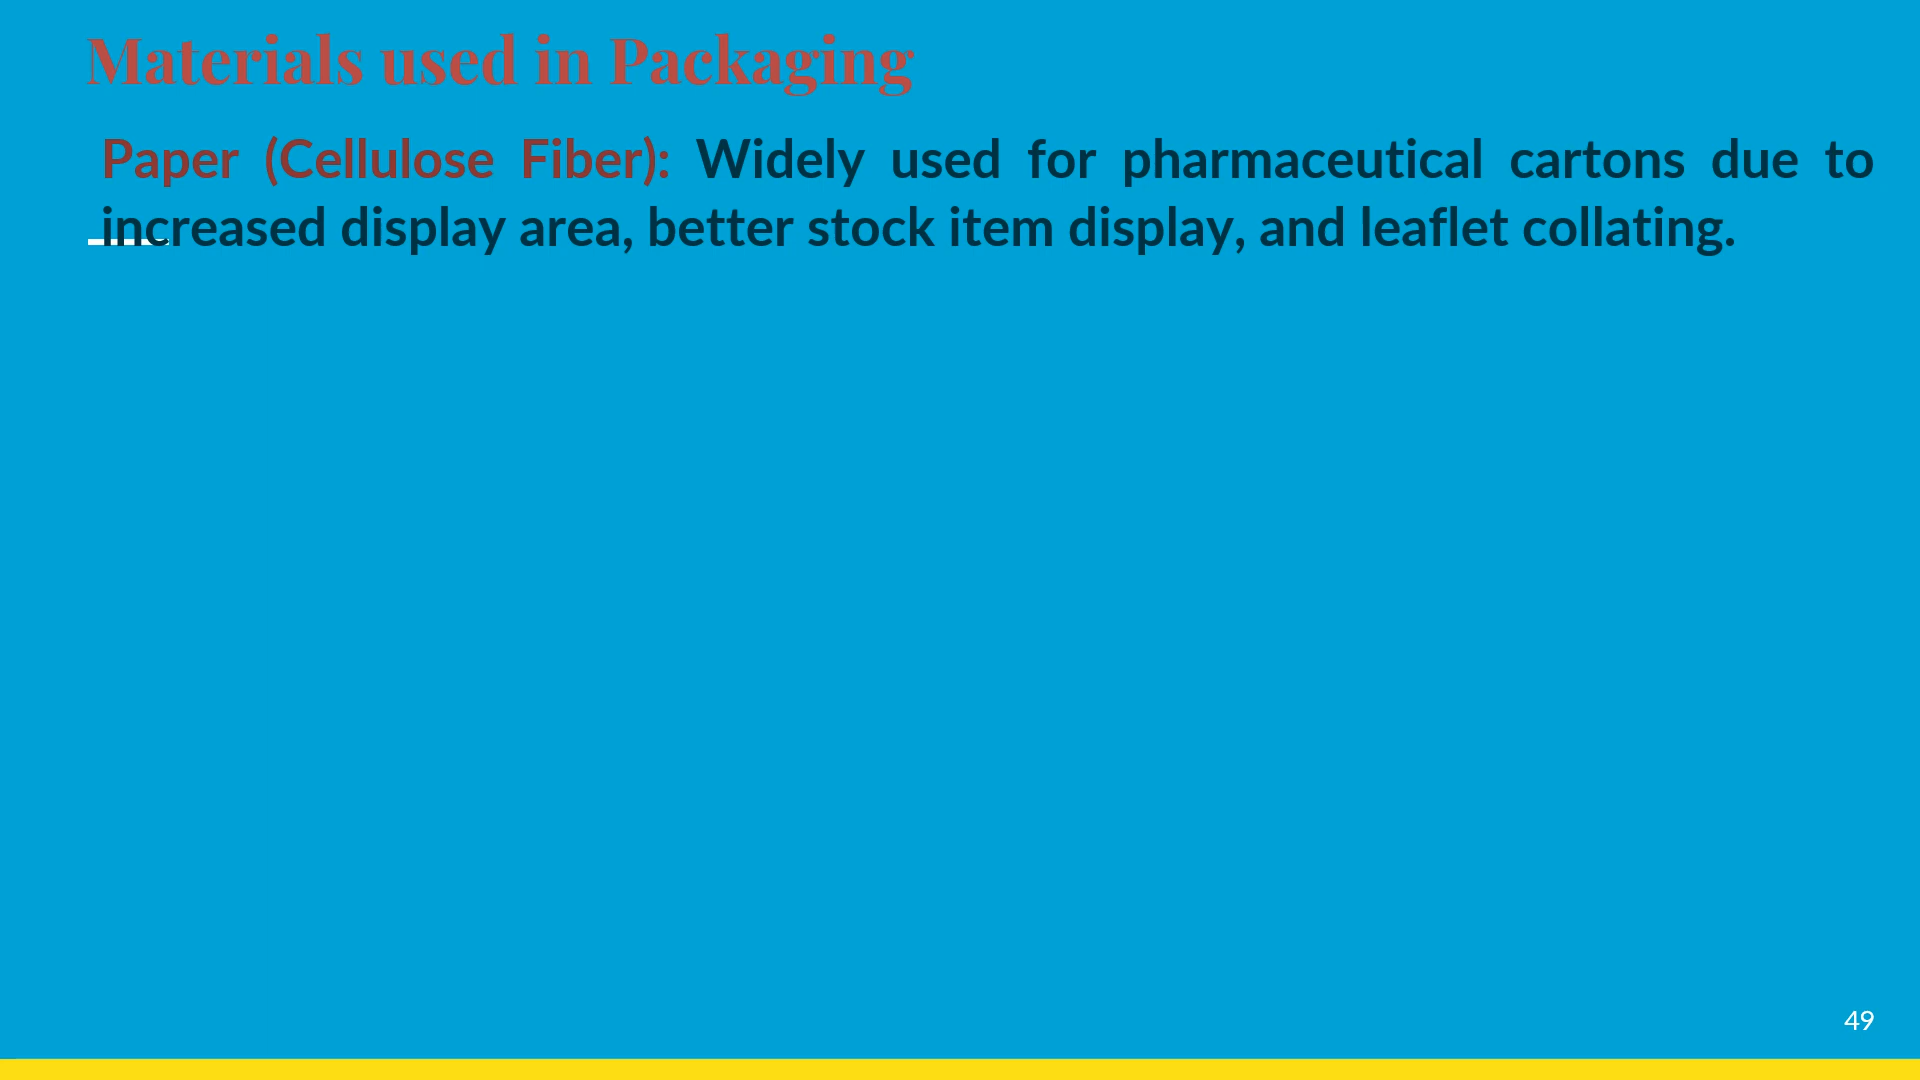 Materials used in Packaging
Paper (Cellulose Fiber): Widely used for pharmaceutical cartons due to
increased display area, better stock item display, and leaflet collating.
49